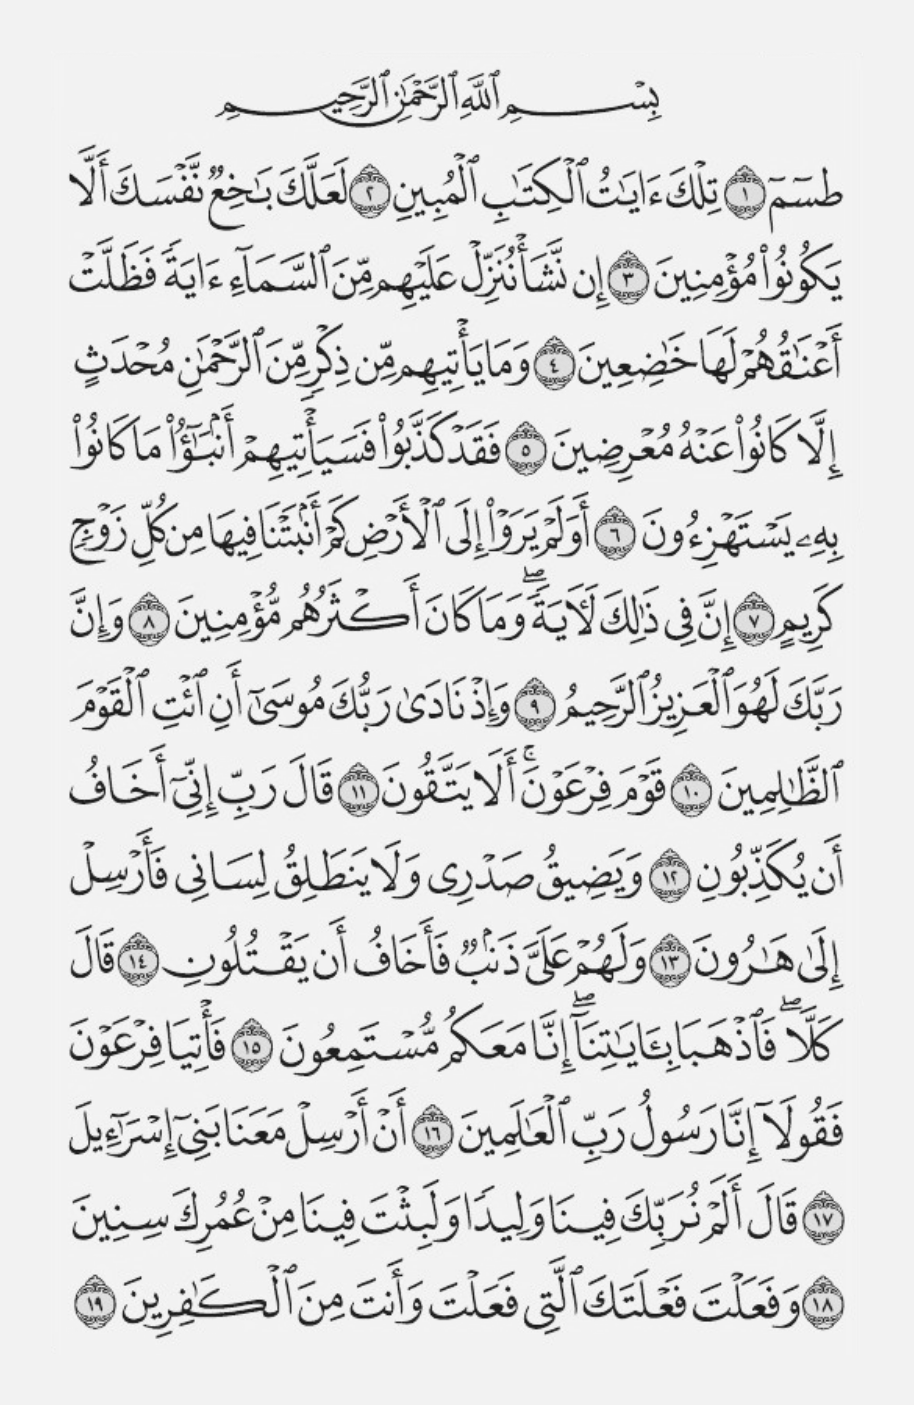 بِسْمِ ٱللَّهِ ٱلرَّحْمَٰنِ ٱلرَّحِيمِ
طسٓمٓ ١ تِلْكَ ءَايَٰتُ ٱلْكِتَٰبِ ٱلْمُبِينِ ٢ لَعَلَّكَ بَٰخِعٌ نَّفْسَكَ أَلَّا
يَكُونُوا۟ مُؤْمِنِينَ ٣ إِن نَّشَأْ نُنَزِّلْ عَلَيْهِم مِّنَ ٱلسَّمَآءِ ءَايَةً فَظَلَّتْ
أَعْنَٰقُهُمْ لَهَا خَٰضِعِينَ ٤ وَمَا يَأْتِيهِم مِّن ذِكْرٍ مِّنَ ٱلرَّحْمَٰنِ مُحْدَثٍ
إِلَّا كَانُوا۟ عَنْهُ مُعْرِضِينَ ٥ فَقَدْ كَذَّبُوا۟ فَسَيَأْتِيهِمْ أَنۢبَٰٓؤُا۟ مَا كَانُوا۟
بِهِۦ يَسْتَهْزِءُونَ ٦ أَوَلَمْ يَرَوْا۟ إِلَى ٱلْأَرْضِ كَمْ أَنۢبَتْنَا فِيهَا مِن كُلِّ زَوْجٍ
كَرِيمٍ ٧ إِنَّ فِى ذَٰلِكَ لَءَايَةً ۖ وَمَا كَانَ أَكْثَرُهُم مُّؤْمِنِينَ ٨ وَإِنَّ
رَبَّكَ لَهُوَ ٱلْعَزِيزُ ٱلرَّحِيمُ ٩ وَإِذْ نَادَىٰ رَبُّكَ مُوسَىٰٓ أَنِ ٱئْتِ ٱلْقَوْمَ
ٱلظَّٰلِمِينَ ١٠ قَوْمَ فِرْعَوْنَ ۚ أَلَا يَتَّقُونَ ١١ قَالَ رَبِّ إِنِّىٓ أَخَافُ
أَن يُكَذِّبُونِ ١٢ وَيَضِيقُ صَدْرِى وَلَا يَنطَلِقُ لِسَانِى فَأَرْسِلْ
إِلَىٰ هَٰرُونَ ١٣ وَلَهُمْ عَلَىَّ ذَنۢبٌ فَأَخَافُ أَن يَقْتُلُونِ ١٤ قَالَ
كَلَّا ۖ فَٱذْهَبَا بِـَٔايَٰتِنَآ ۖ إِنَّا مَعَكُم مُّسْتَمِعُونَ ١٥ فَأْتِيَا فِرْعَوْنَ
فَقُولَآ إِنَّا رَسُولُ رَبِّ ٱلْعَٰلَمِينَ ١٦ أَنْ أَرْسِلْ مَعَنَا بَنِىٓ إِسْرَٰٓءِيلَ
١٧ قَالَ أَلَمْ نُرَبِّكَ فِينَا وَلِيدًا وَلَبِثْتَ فِينَا مِنْ عُمُرِكَ سِنِينَ
١٨ وَفَعَلْتَ فَعْلَتَكَ ٱلَّتِى فَعَلْتَ وَأَنتَ مِنَ ٱلْكَٰفِرِينَ ١٩